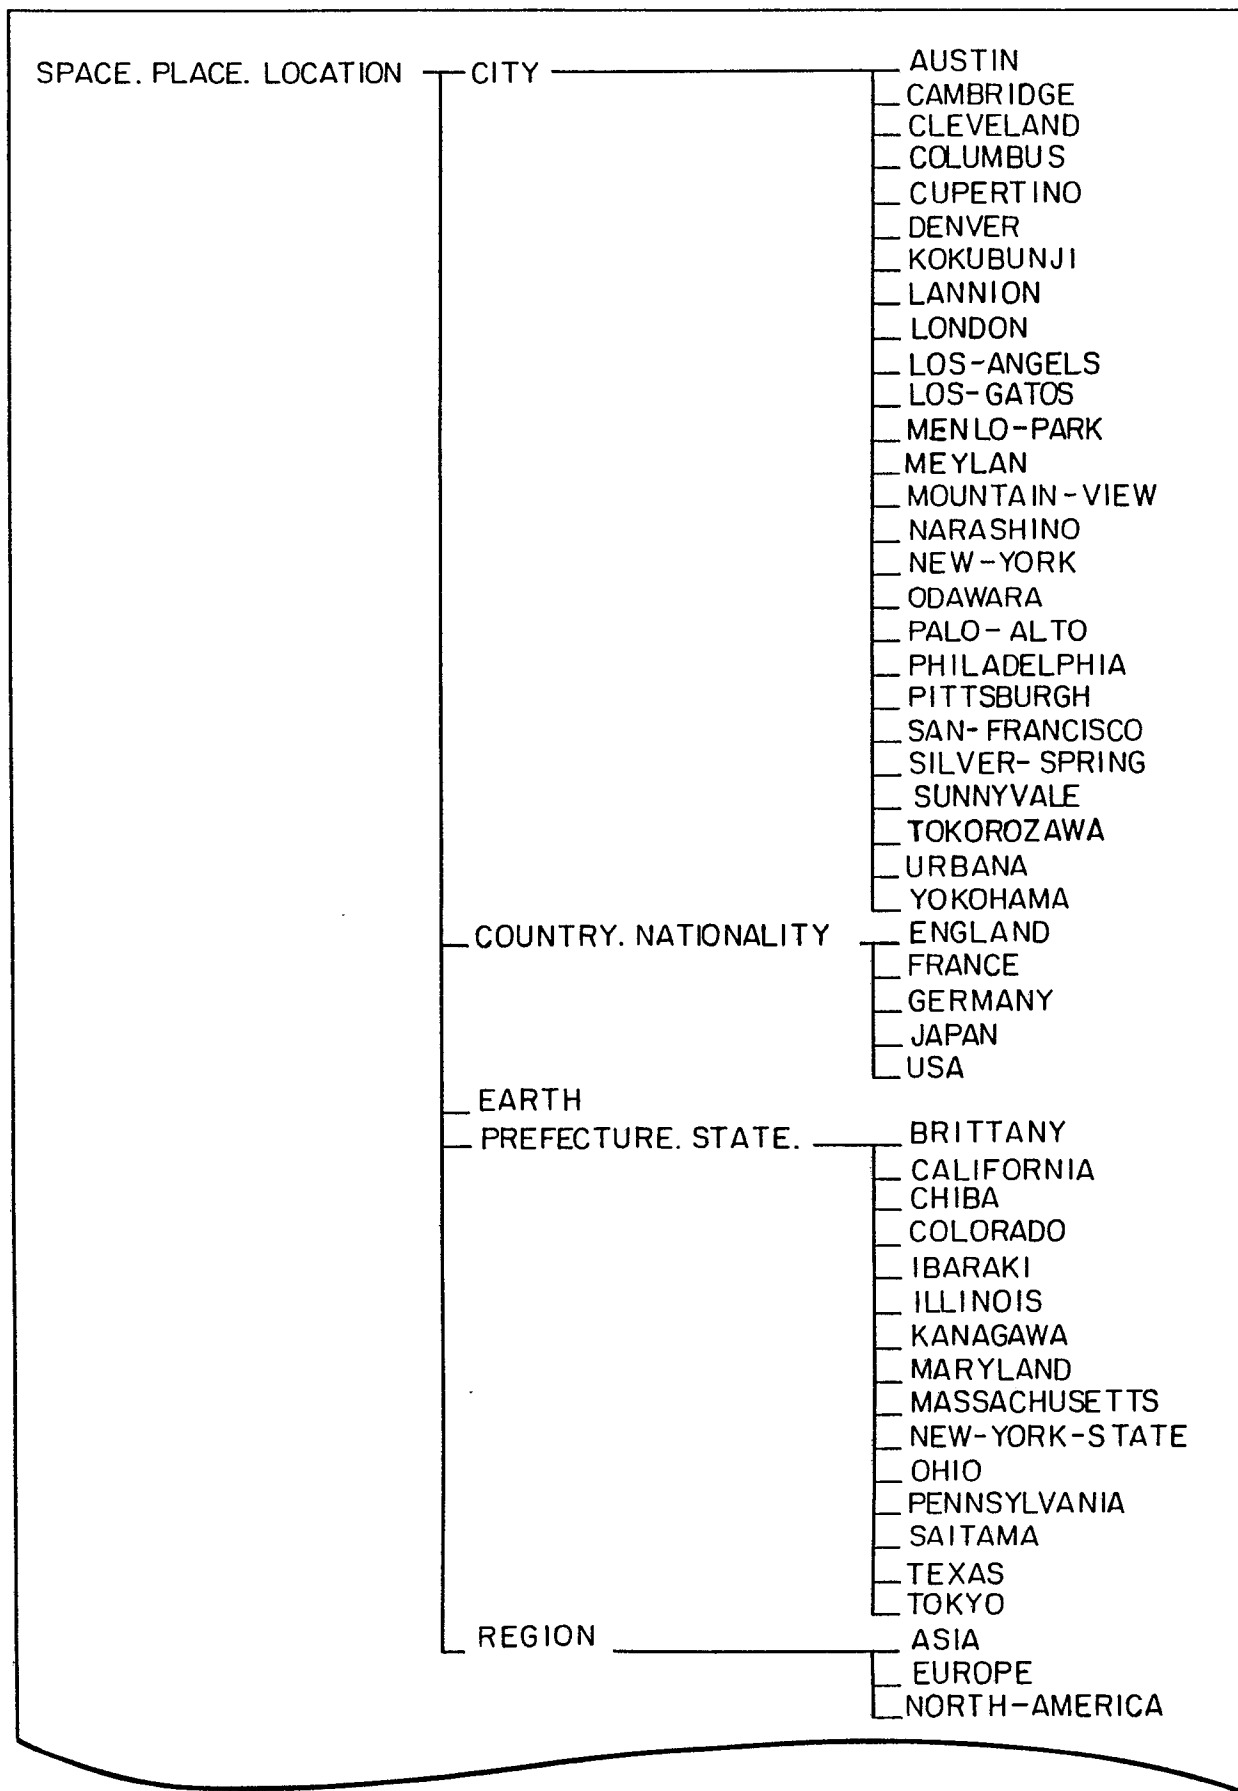 SPACE. PLACE. LOCATION CITY AUSTIN
CAMBRIDGE
CLEVELAND
COLUMBUS
CUPERTINO
DENVER
KOKUBUNJI
LANNION
LONDON
LOS-ANGELS
LOS-GATOS
MENLO-PARK
MEYLAN
MOUNTAIN-VIEW
NARASHINO
NEW-YORK
ODAWARA
PALO-ALTO
PHILADELPHIA
PITTSBURGH
SAN-FRANCISCO
SILVER-SPRING
SUNNYVALE
TOKOROZAWA
URBANA
YOKOHAMA
COUNTRY. NATIONALITY ENGLAND
FRANCE
GERMANY
JAPAN
USA
EARTH
PREFECTURE. STATE. BRITTANY
CALIFORNIA
CHIBA
COLORADO
IBARAKI
ILLINOIS
KANAGAWA
MARYLAND
MASSACHUSETTS
NEW-YORK-STATE
OHIO
PENNSYLVANIA
SAITAMA
TEXAS
TOKYO
REGION ASIA
EUROPE
NORTH-AMERICA